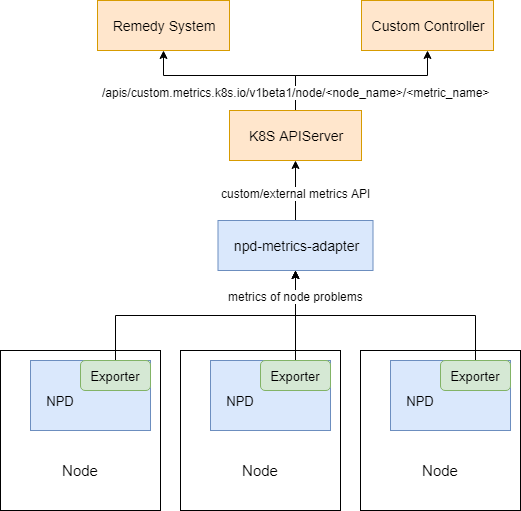 Remedy System
Custom Controller
/apis/custom.metrics.k8s.io/v1beta1/node/<node_name>/<metric_name>
K8S APIServer
custom/external metrics API
npd-metrics-adapter
metrics of node problems
Exporter
NPD
Node
Exporter
NPD
Node
Exporter
NPD
Node